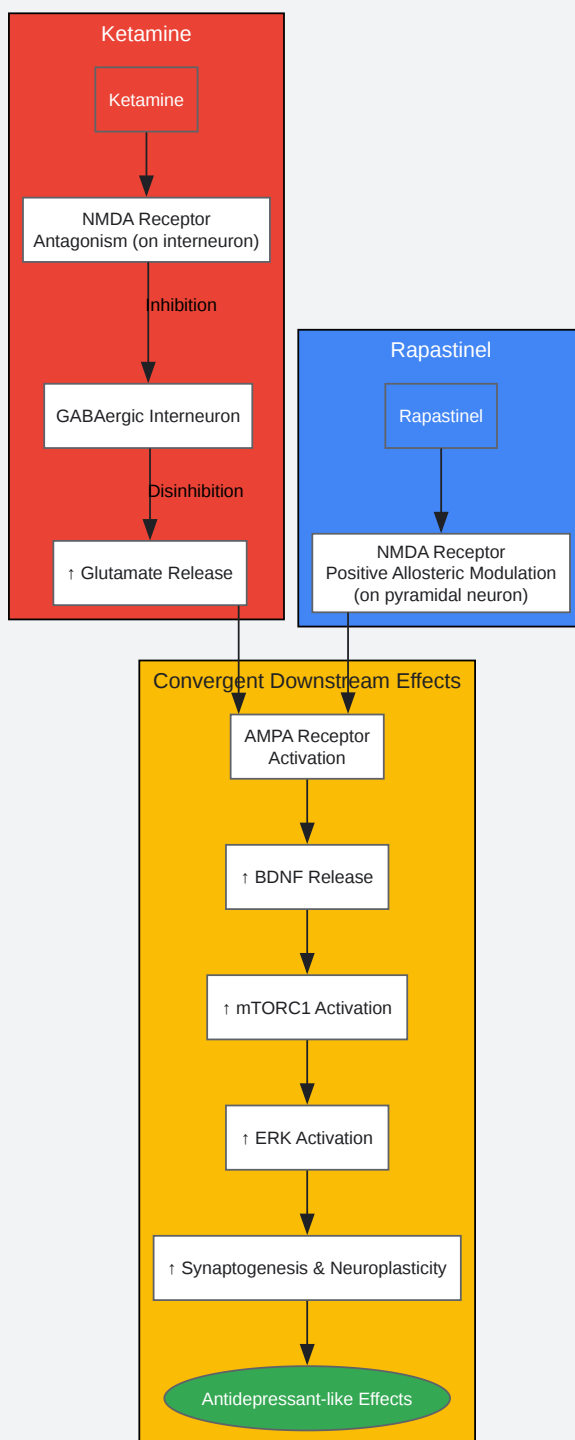 Ketamine
Ketamine
NMDA Receptor
Antagonism (on interneuron)
Inhibition
GABAergic Interneuron
Disinhibition
↑ Glutamate Release
Rapastinel
Rapastinel
NMDA Receptor
Positive Allosteric Modulation
(on pyramidal neuron)
Convergent Downstream Effects
AMPA Receptor
Activation
↑ BDNF Release
↑ mTORC1 Activation
↑ ERK Activation
↑ Synaptogenesis & Neuroplasticity
Antidepressant-like Effects